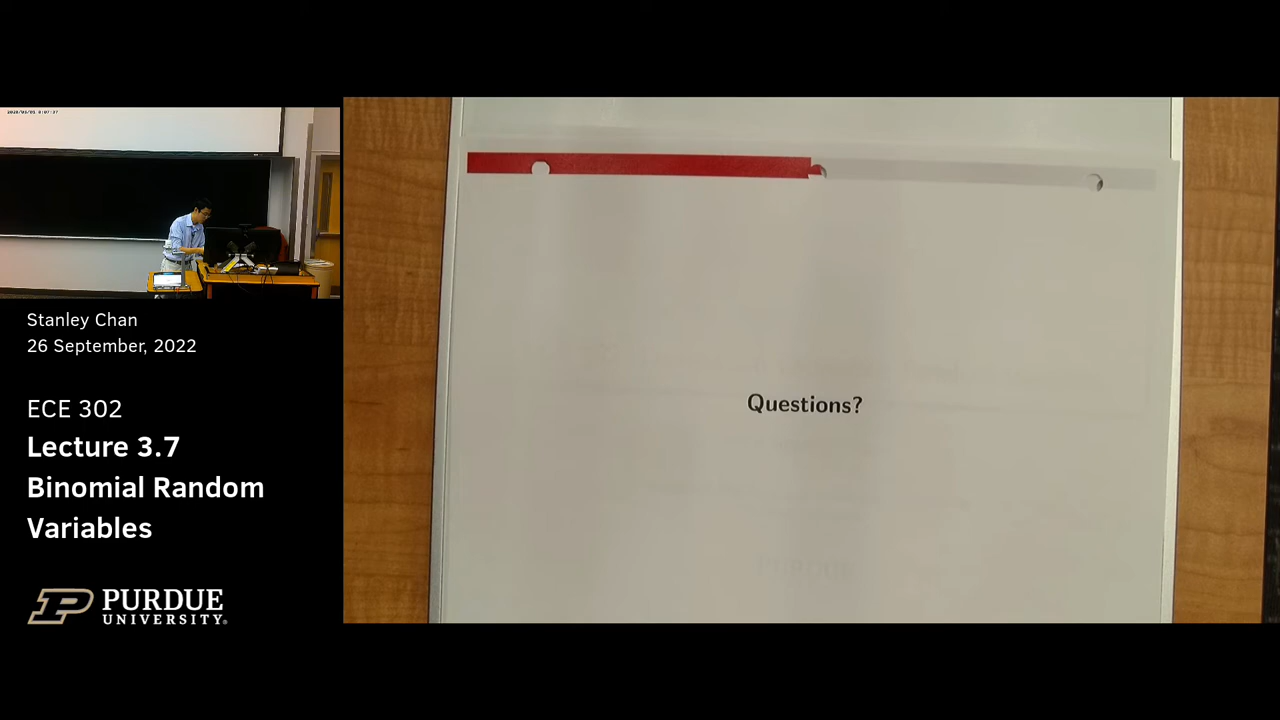 Stanley Chan
26 September, 2022
ECE 302
Lecture 3.7
Binomial Random
Variables
PURDUE
UNIVERSITY.
Questions?